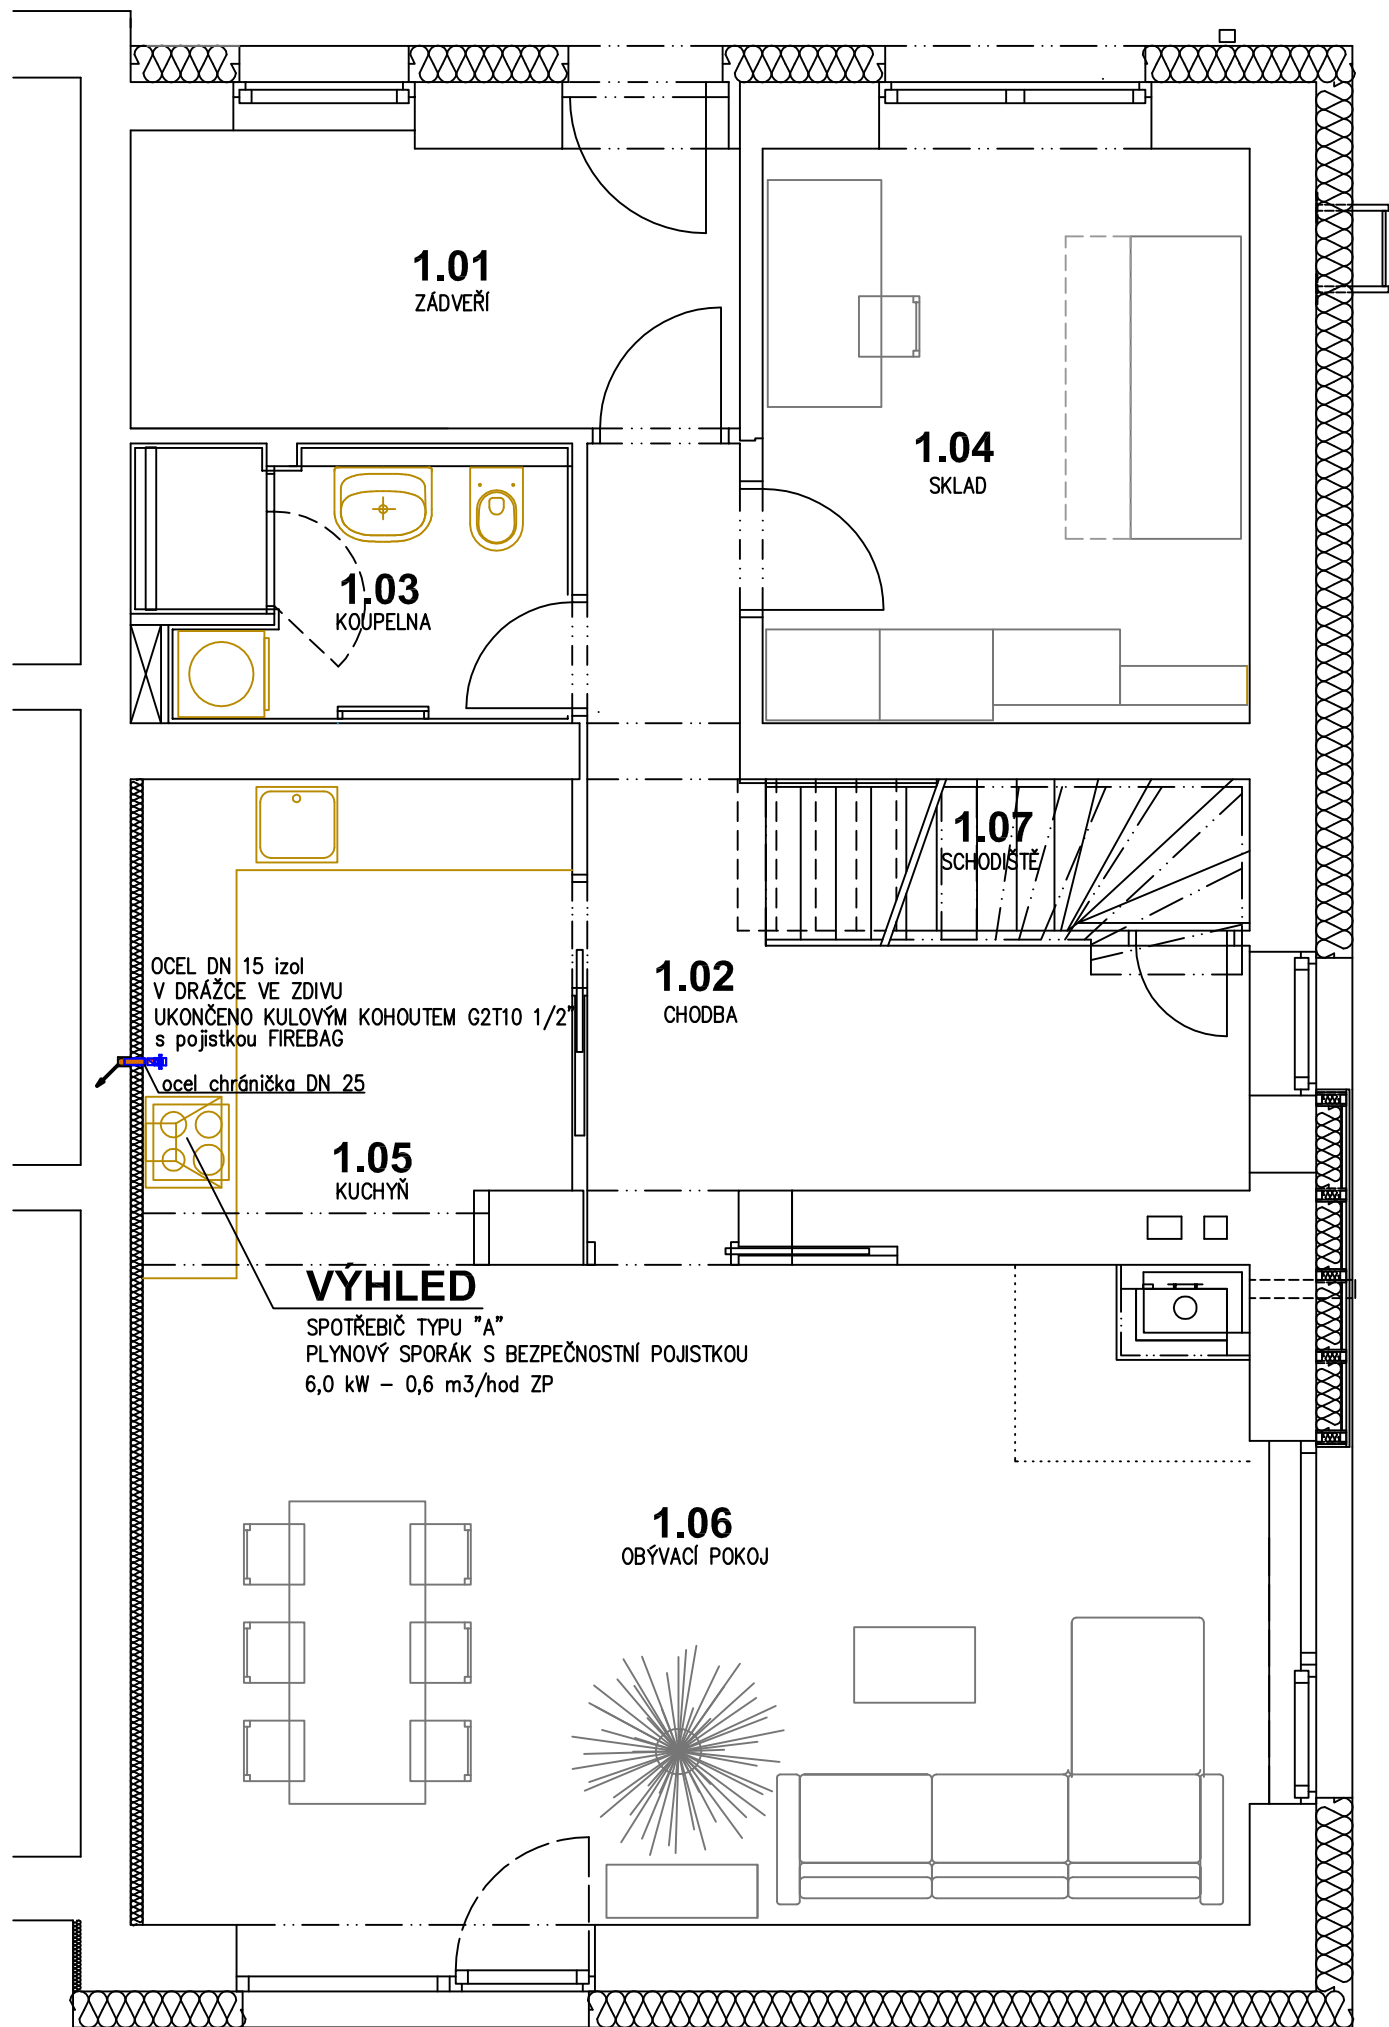 1.01
ZÁDVEŘÍ
1.04
SKLAD
1.03
KOUPELNA
1.07
SCHODIŠTĚ
OCEL DN 15 izol
V DRÁŽCE VE ZDIVU
UKONČENO KULOVÝM KOHOUTEM G2T10 1/2"
s pojistkou FIREBAG
ocel chránička DN 25
1.02
CHODBA
1.05
KUCHYŇ
VÝHLED
SPOTŘEBIČ TYPU "A"
PLYNOVÝ SPORÁK S BEZPEČNOSTNÍ POJISTKOU
6,0 kW – 0,6 m3/hod ZP
1.06
OBÝVACÍ POKOJ